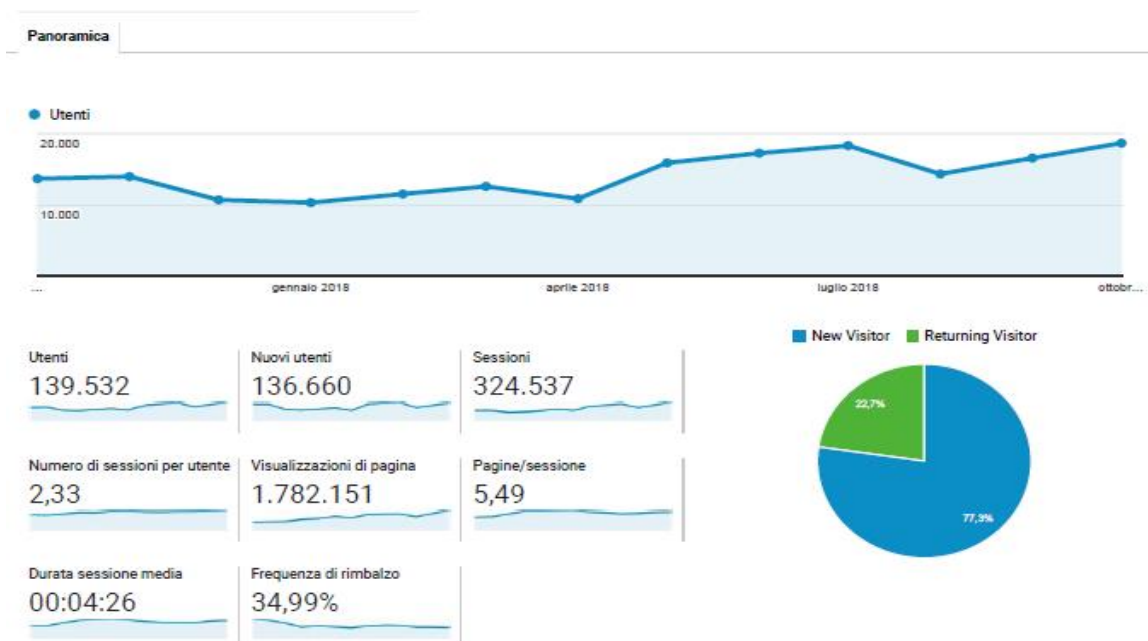 Panoramica
Utenti
20.000
10.000
...
gennaio 2018
aprile 2018
luglio 2018
ottobr...
New Visitor
Returning Visitor
22,7%
77,3%
Utenti
139.532
Nuovi utenti
136.660
Sessioni
324.537
Numero di sessioni per utente
2,33
Visualizzazioni di pagina
1.782.151
Pagine/sessione
5,49
Durata sessione media
00:04:26
Frequenza di rimbalzo
34,99%